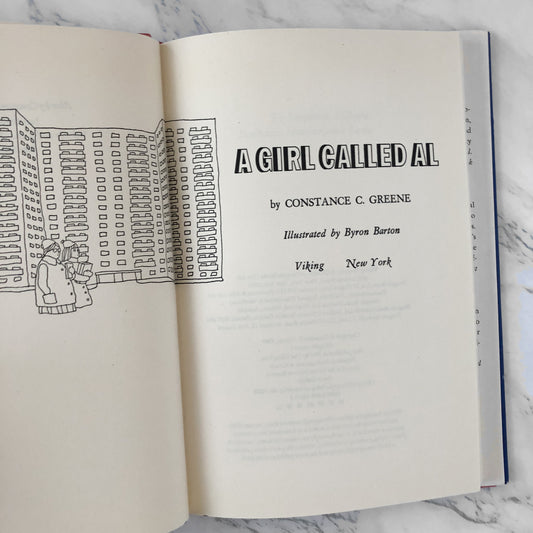 A GIRL CALLED AL
by CONSTANCE C. GREENE
Illustrated by Byron Barton
Viking New York